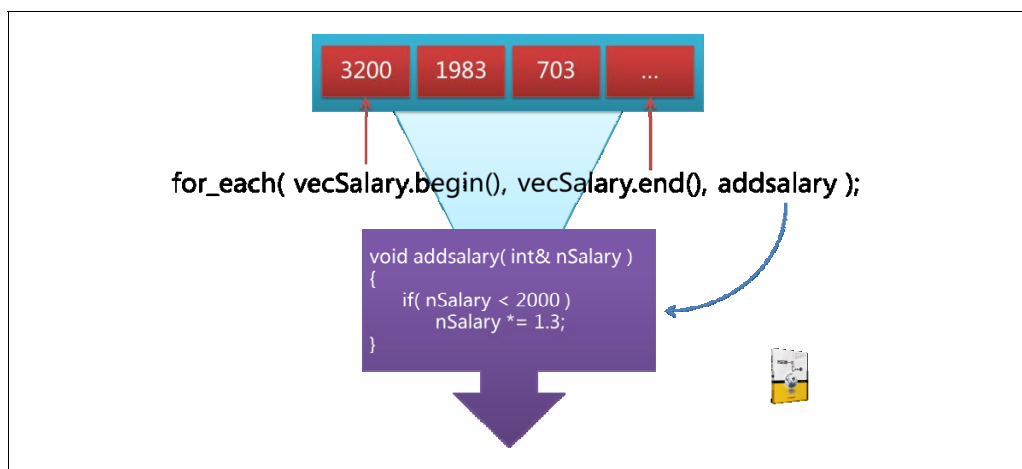 3200 1983 703 ...
for_each( vecSalary.begin(), vecSalary.end(), addsalary );
void addsalary( int& nSalary )
{
if( nSalary < 2000 )
nSalary *= 1.3;
}